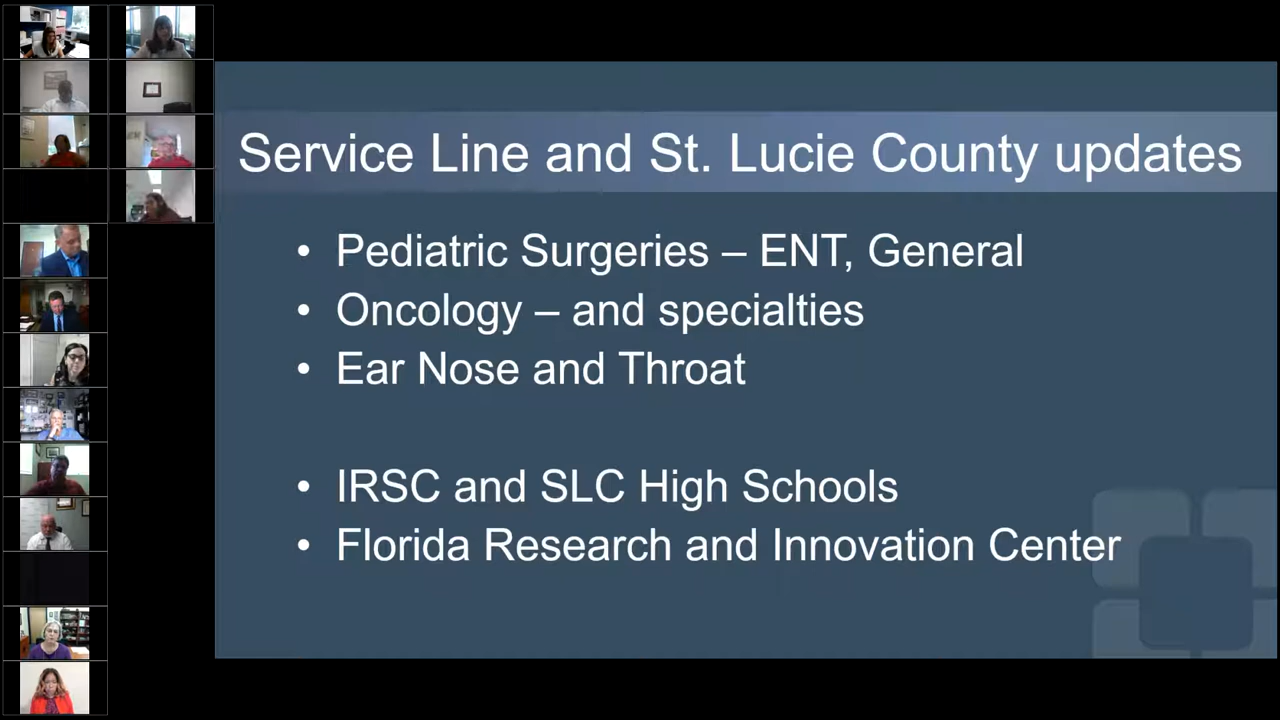 Service Line and St. Lucie County updates
• Pediatric Surgeries – ENT, General
• Oncology – and specialties
• Ear Nose and Throat
• IRSC and SLC High Schools
• Florida Research and Innovation Center